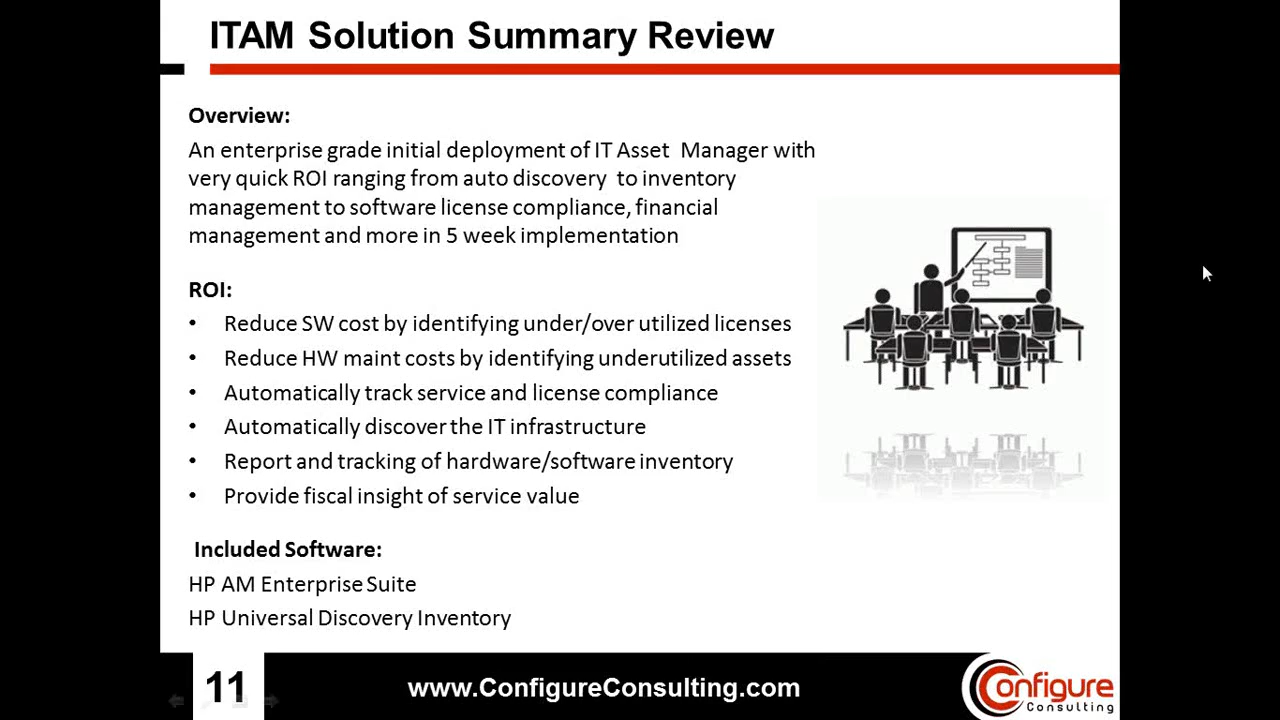 ITAM Solution Summary Review
Overview:
An enterprise grade initial deployment of IT Asset Manager with
very quick ROI ranging from auto discovery to inventory
management to software license compliance, financial
management and more in 5 week implementation
ROI:
• Reduce SW cost by identifying under/over utilized licenses
• Reduce HW maint costs by identifying underutilized assets
• Automatically track service and license compliance
• Automatically discover the IT infrastructure
• Report and tracking of hardware/software inventory
• Provide fiscal insight of service value
Included Software:
HP AM Enterprise Suite
HP Universal Discovery Inventory
11
www.ConfigureConsulting.com
Configure
Consulting